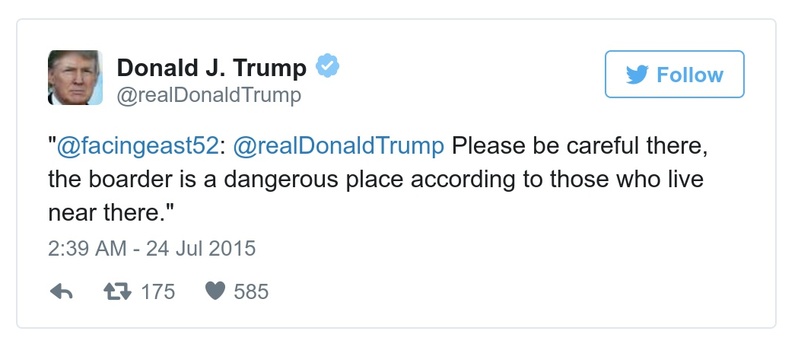 Donald J. Trump
@realDonaldTrump
Follow
"@facingeast52: @realDonaldTrump Please be careful there,
the boarder is a dangerous place according to those who live
near there."
2:39 AM - 24 Jul 2015
175 585